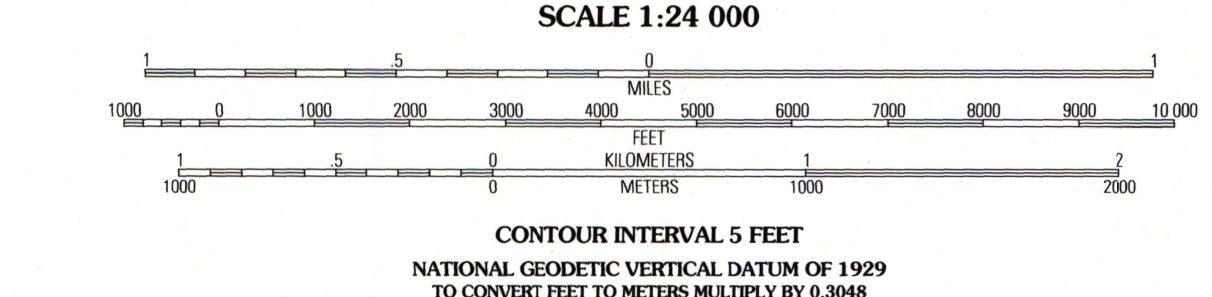 SCALE 1:24 000
1 .5 0 1
MILES
1000 0 1000 2000 3000 4000 5000 6000 7000 8000 9000 10 000
FEET
1 .5 0 KILOMETERS 1 2
1000 0 METERS 1000 2000
CONTOUR INTERVAL 5 FEET
NATIONAL GEODETIC VERTICAL DATUM OF 1929
TO CONVERT FEET TO METERS MULTIPLY BY 0.3048